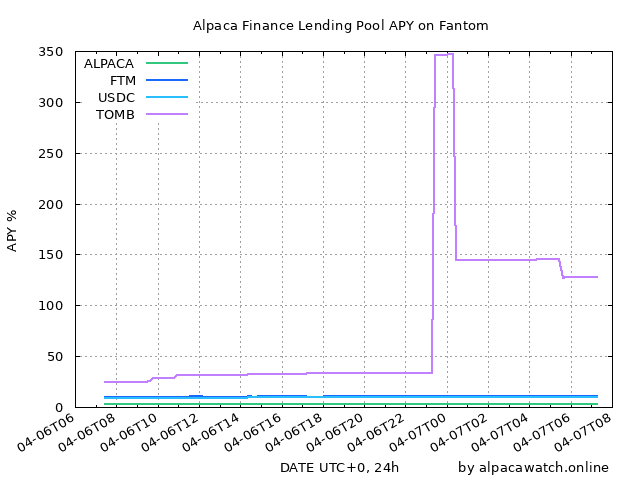 Alpaca Finance Lending Pool APY on Fantom
ALPACA
FTM
USDC
TOMB
APY %
350
300
250
200
150
100
50
0
04-06T06
04-06T08
04-06T10
04-06T12
04-06T14
04-06T16
04-06T18
04-06T20
04-06T22
04-07T00
04-07T02
04-07T04
04-07T06
04-07T08
DATE UTC+0, 24h
by alpacawatch.online